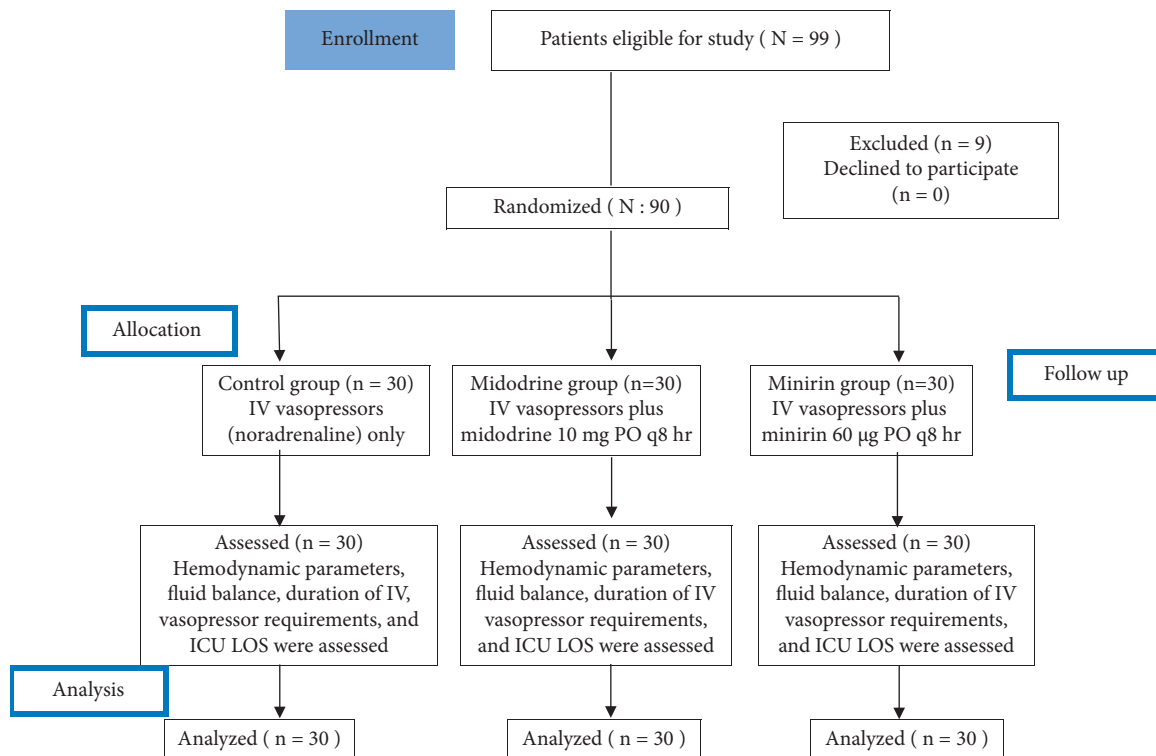 Enrollment
Patients eligible for study ( N = 99 )
Excluded (n = 9)
Declined to participate
(n = 0)
Randomized ( N : 90 )
Allocation
Follow up
Control group (n = 30)
IV vasopressors
(noradrenaline) only
Midodrine group (n=30)
IV vasopressors plus
midodrine 10 mg PO q8 hr
Minirin group (n=30)
IV vasopressors plus
minirin 60 µg PO q8 hr
Assessed (n = 30)
Hemodynamic parameters,
fluid balance, duration of IV,
vasopressor requirements, and
ICU LOS were assessed
Assessed (n = 30)
Hemodynamic parameters,
fluid balance, duration of IV
vasopressor requirements,
and ICU LOS were assessed
Assessed (n = 30)
Hemodynamic parameters,
fluid balance, duration of IV
vasopressor requirements,
and ICU LOS were assessed
Analysis
Analyzed ( n = 30 )
Analyzed ( n = 30 )
Analyzed ( n = 30 )